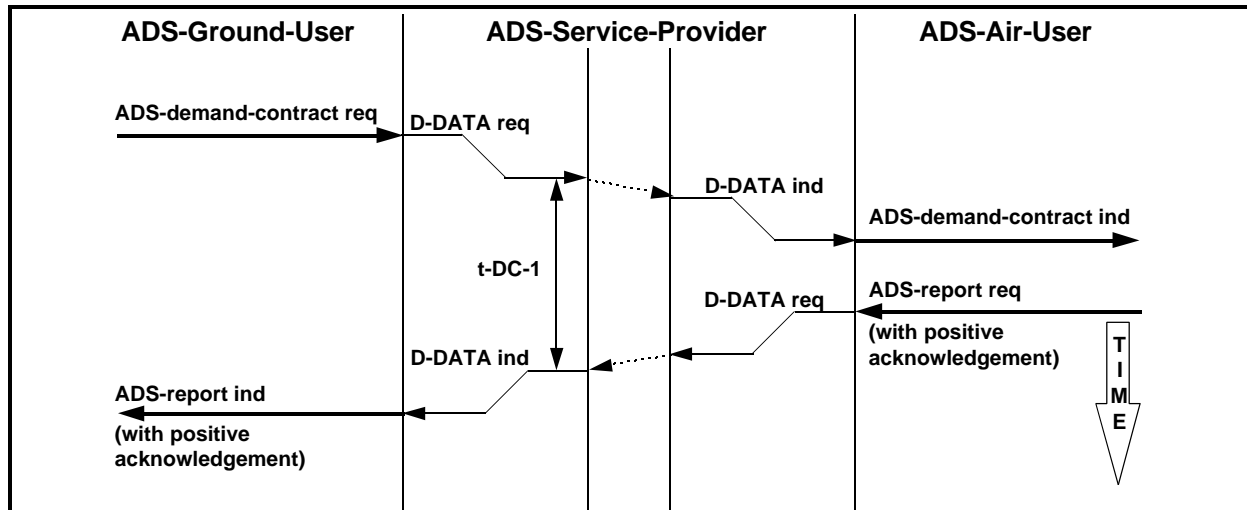 ADS-Ground-User
ADS-Service-Provider
ADS-Air-User
ADS-demand-contract req
D-DATA req
D-DATA ind
ADS-demand-contract ind
t-DC-1
D-DATA req
ADS-report req
(with positive
acknowledgement)
D-DATA ind
ADS-report ind
(with positive
acknowledgement)
TIME